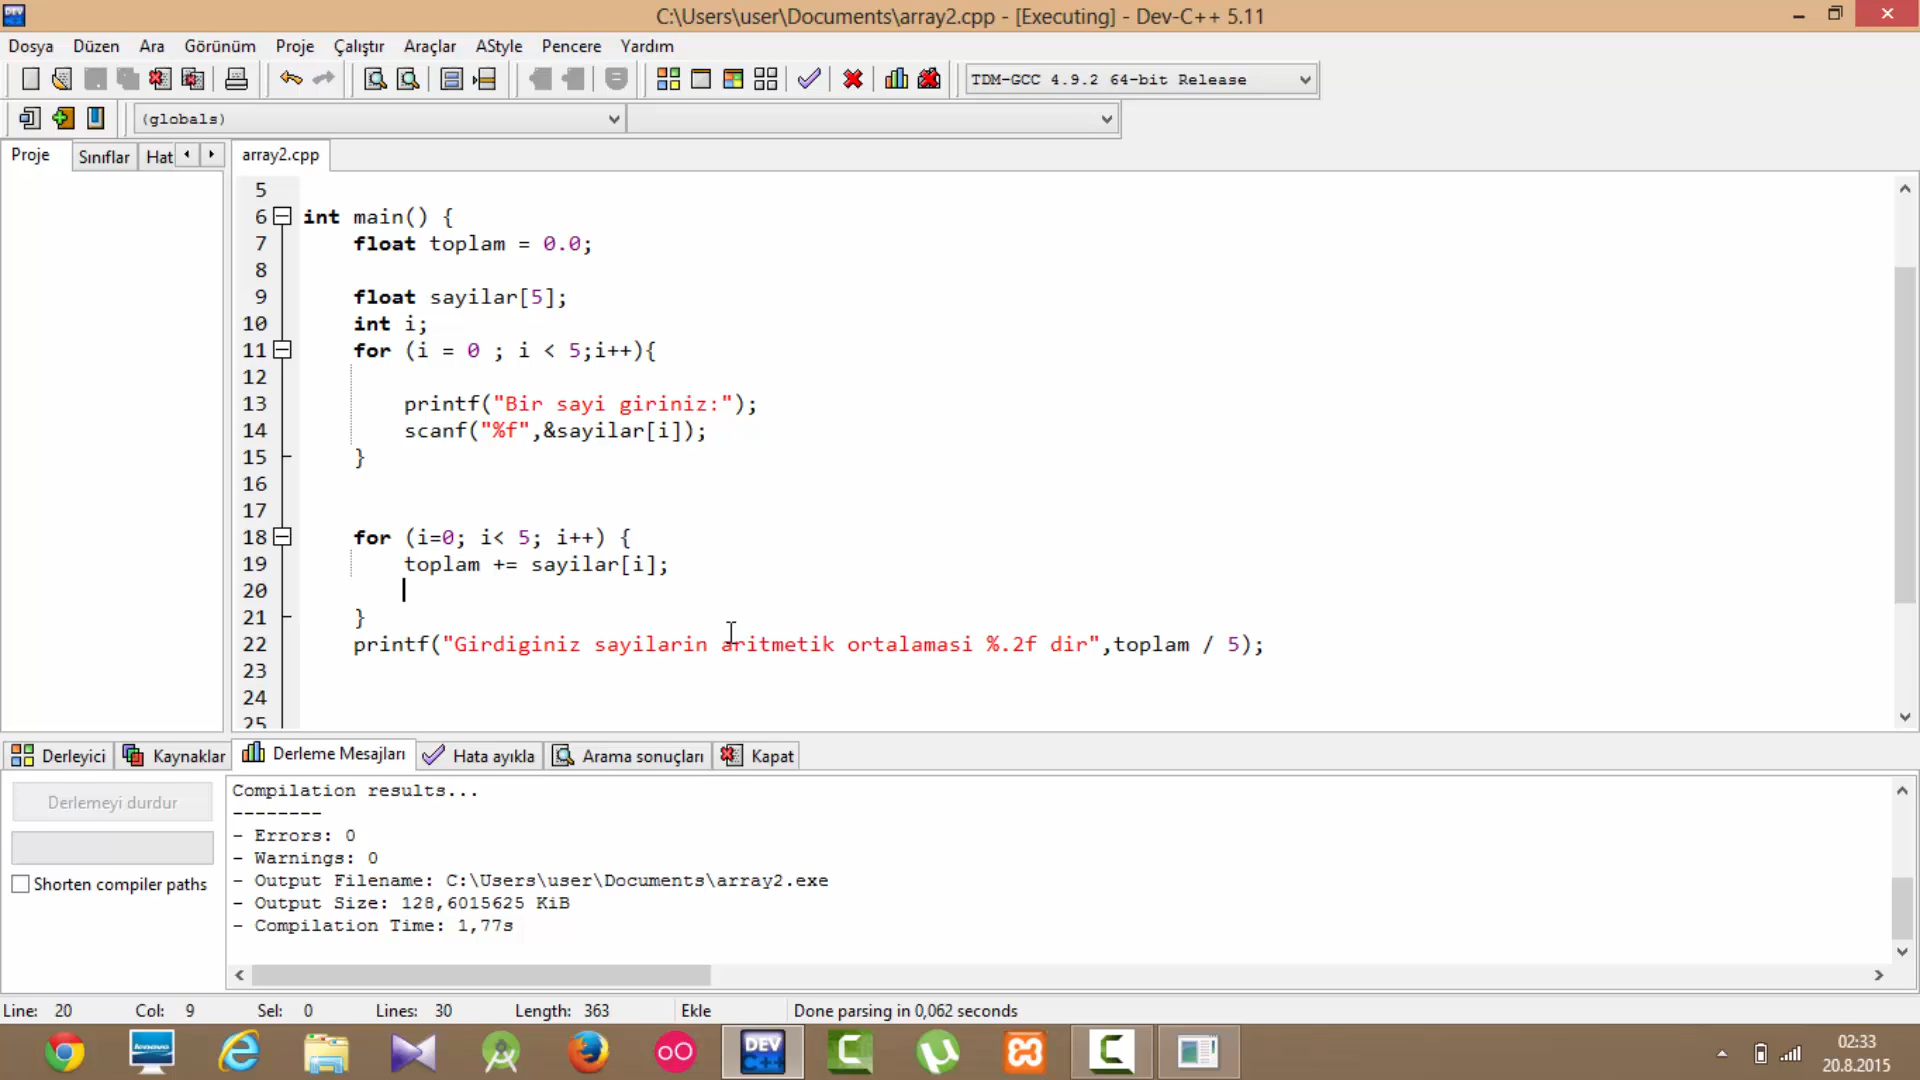 C:\Users\user\Documents\array2.cpp - [Executing] - Dev-C++ 5.11
Dosya Düzen Ara Görünüm Proje Çalıştır Araçlar AStyle Pencere Yardım
TDM-GCC 4.9.2 64-bit Release
(globals)
Proje Sınıflar Hat array2.cpp
5
6 int main() {
7 float toplam = 0.0;
8
9 float sayilar[5];
10 int i;
11 for (i = 0 ; i < 5;i++){
12
13 printf("Bir sayi giriniz:");
14 scanf("%f",&sayilar[i]);
15 }
16
17
18 for (i=0; i< 5; i++) {
19 toplam += sayilar[i];
20
21 }
22 printf("Girdiginiz sayilarin aritmetik ortalamasi %.2f dir",toplam / 5);
23
24
25
Derleyici Kaynaklar Derleme Mesajları Hata ayıkla Arama sonuçları Kapat
Derlemeyi durdur
Shorten compiler paths
Compilation results...
--------
- Errors: 0
- Warnings: 0
- Output Filename: C:\Users\user\Documents\array2.exe
- Output Size: 128,6015625 KiB
- Compilation Time: 1,77s
Line: 20 Col: 9 Sel: 0 Lines: 30 Length: 363 Ekle Done parsing in 0,062 seconds
lenovo
DEV C++
02:33
20.8.2015